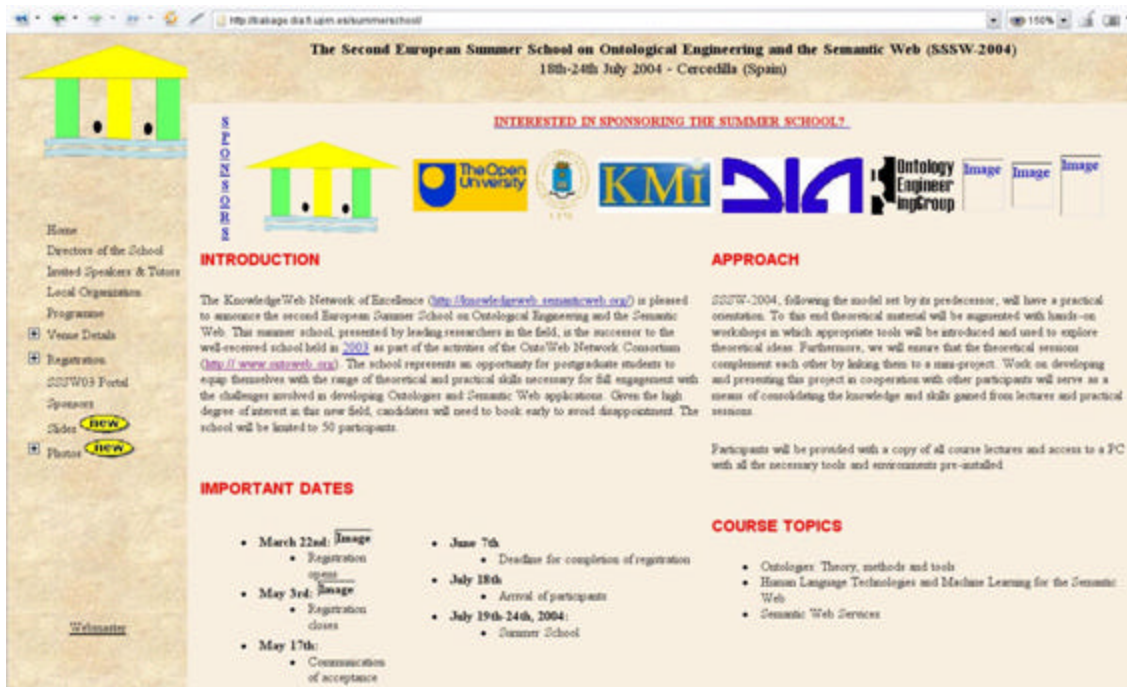 http://babage.dia.fi.upm.es/summerschool/
150%
The Second European Summer School on Ontological Engineering and the Semantic Web (SSSW-2004)
18th-24th July 2004 - Cercedilla (Spain)
SPONSORS
INTERESTED IN SPONSORING THE SUMMER SCHOOL?
The Open
University
KMi
DIA
Ontology
Engineer
ingGroup
Image
Image
Image
Home
Directors of the School
Invited Speakers & Tutors
Local Organization
Programme
Venue Details
Registration
SSSW03 Portal
Sponsors
Slides new
Photos new
Webmaster
INTRODUCTION
The KnowledgeWeb Network of Excellence (http://knowledgeweb.semanticweb.org/) is pleased
to announce the second European Summer School on Ontological Engineering and the Semantic
Web. This summer school, presented by leading researchers in the field, is the successor to the
well-received school held in 2003 as part of the activities of the OntoWeb Network Consortium
(http:// www.ontoweb.org). The school represents an opportunity for postgraduate students to
equip themselves with the range of theoretical and practical skills necessary for full engagement with
the challenges involved in developing Ontologies and Semantic Web applications. Given the high
degree of interest in this new field, candidates will need to book early to avoid disappointment. The
school will be limited to 50 participants.
IMPORTANT DATES
March 22nd: Image
Registration
opens
May 3rd: Image
Registration
closes
May 17th:
Communication
of acceptance
June 7th
Deadline for completion of registration
July 18th
Arrival of participants
July 19th-24th, 2004:
Summer School
APPROACH
SSSW-2004, following the model set by its predecessor, will have a practical
orientation. To this end theoretical material will be augmented with hands-on
workshops in which appropriate tools will be introduced and used to explore
theoretical ideas. Furthermore, we will ensure that the theoretical sessions
complement each other by linking them to a mini-project. Work on developing
and presenting this project in cooperation with other participants will serve as a
means of consolidating the knowledge and skills gained from lectures and practical
sessions.
Participants will be provided with a copy of all course lectures and access to a PC
with all the necessary tools and environments pre-installed
COURSE TOPICS
Ontologies: Theory, methods and tools
Human Language Technologies and Machine Learning for the Semantic
Web
Semantic Web Services